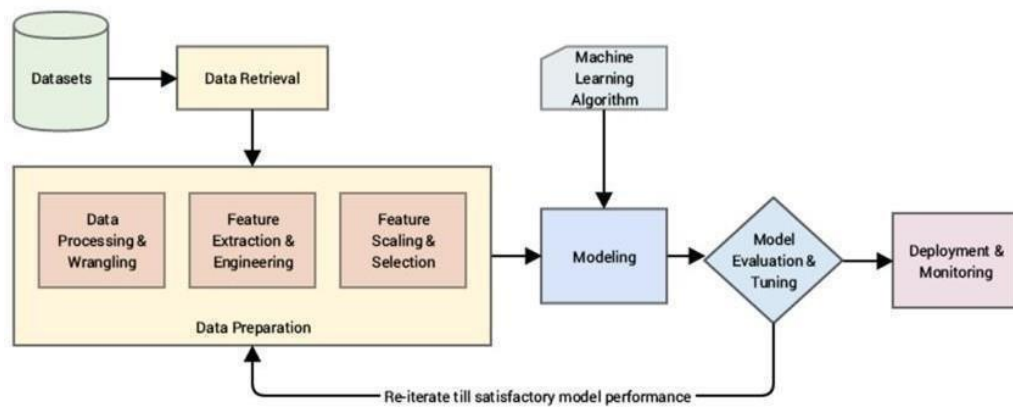 Datasets
Data Retrieval
Machine
Learning
Algorithm
Data
Processing &
Wrangling
Feature
Extraction &
Engineering
Feature
Scaling &
Selection
Data Preparation
Modeling
Model
Evaluation &
Tuning
Deployment &
Monitoring
Re-iterate till satisfactory model performance